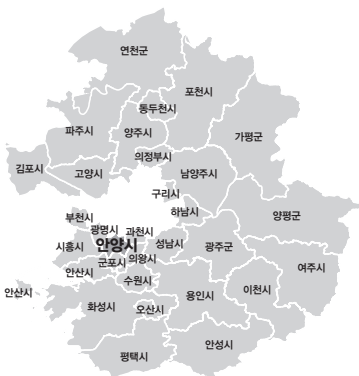 연천군
포천시
동두천시
파주시
양주시
가평군
의정부시
김포시
고양시
남양주시
구리시
하남시
양평군
부천시
광명시
과천시
시흥시
안양시
성남시
광주군
군포시
의왕시
여주시
안산시
수원시
안산시
용인시
이천시
화성시
오산시
안성시
평택시